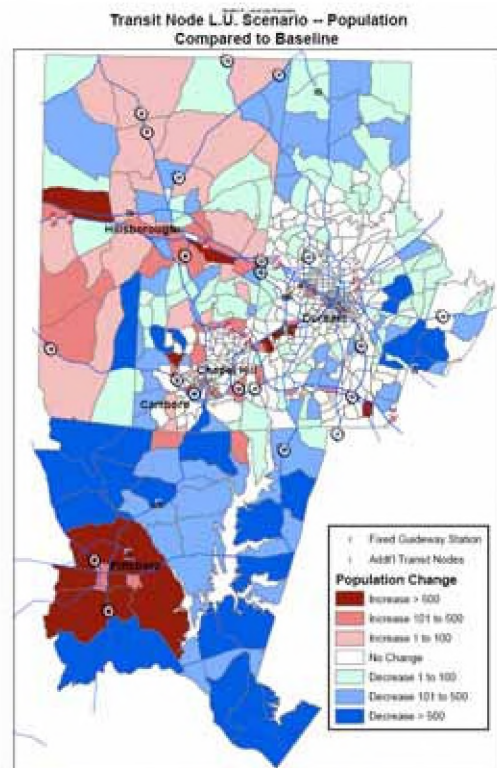 Transit Node L.U. Scenario -- Population
Compared to Baseline
Hillsborough
Durham
Chapel Hill
Carrboro
Pittsboro
Fixed Guideway Station
Addt'l Transit Nodes
Population Change
Increase > 500
Increase 101 to 500
Increase 1 to 100
No Change
Decrease 1 to 100
Decrease 101 to 500
Decrease > 500